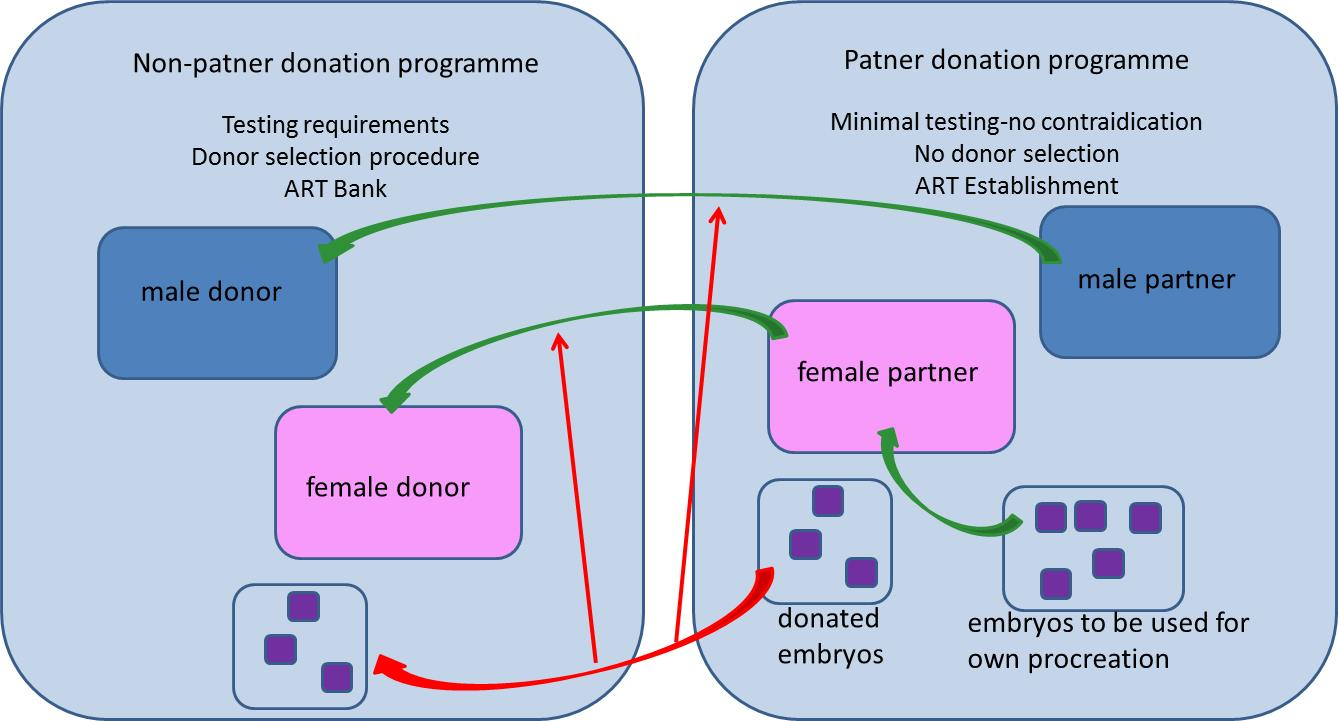 Non-patner donation programme
Testing requirements
Donor selection procedure
ART Bank
male donor
female donor
Patner donation programme
Minimal testing-no contraidication
No donor selection
ART Establishment
male partner
female partner
donated
embryos
embryos to be used for
own procreation